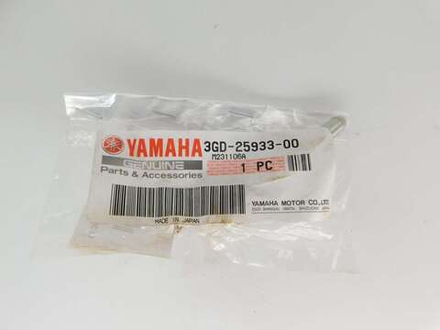 YAMAHA 3GD-25933-00
GENUINE M231106A
Parts & Accessories 1 PC
MADE IN JAPAN
YAMAHA MOTOR CO.,LTD.